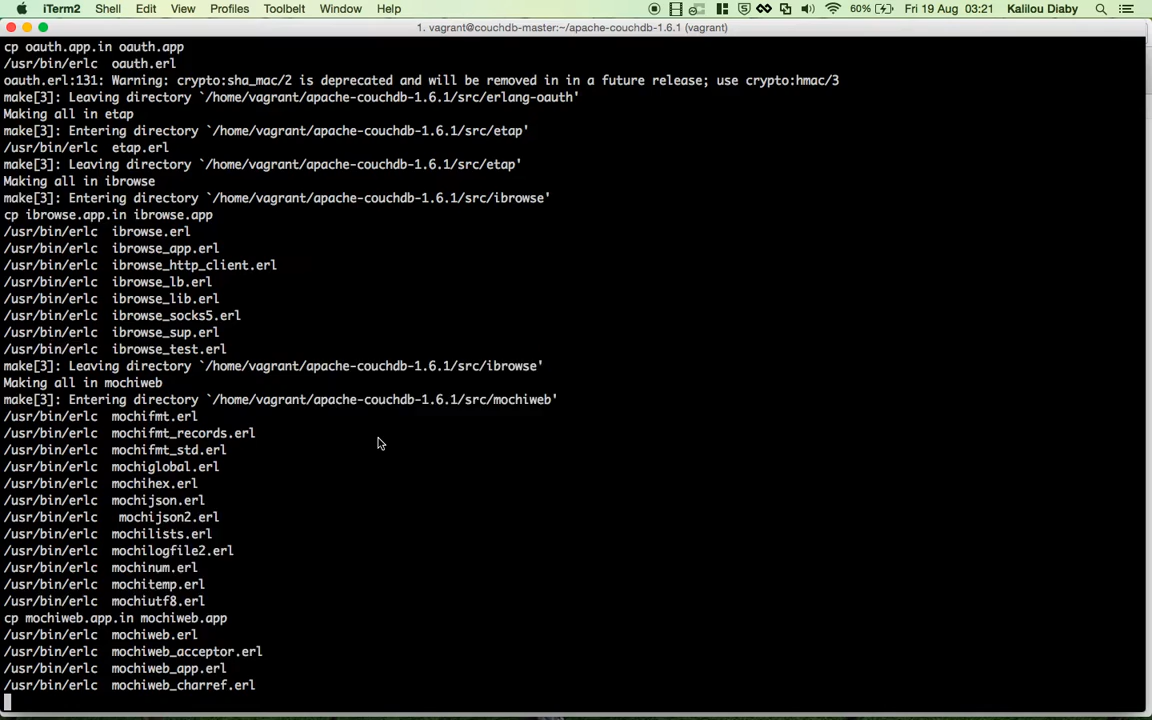 iTerm2 Shell Edit View Profiles Toolbelt Window Help 60% Fri 19 Aug 03:21 Kalilou Diaby
1. vagrant@couchdb-master:~/apache-couchdb-1.6.1 (vagrant)
cp oauth.app.in oauth.app
/usr/bin/erlc  oauth.erl
oauth.erl:131: Warning: crypto:sha_mac/2 is deprecated and will be removed in in a future release; use crypto:hmac/3
make[3]: Leaving directory `/home/vagrant/apache-couchdb-1.6.1/src/erlang-oauth'
Making all in etap
make[3]: Entering directory `/home/vagrant/apache-couchdb-1.6.1/src/etap'
/usr/bin/erlc  etap.erl
make[3]: Leaving directory `/home/vagrant/apache-couchdb-1.6.1/src/etap'
Making all in ibrowse
make[3]: Entering directory `/home/vagrant/apache-couchdb-1.6.1/src/ibrowse'
cp ibrowse.app.in ibrowse.app
/usr/bin/erlc  ibrowse.erl
/usr/bin/erlc  ibrowse_app.erl
/usr/bin/erlc  ibrowse_http_client.erl
/usr/bin/erlc  ibrowse_lb.erl
/usr/bin/erlc  ibrowse_lib.erl
/usr/bin/erlc  ibrowse_socks5.erl
/usr/bin/erlc  ibrowse_sup.erl
/usr/bin/erlc  ibrowse_test.erl
make[3]: Leaving directory `/home/vagrant/apache-couchdb-1.6.1/src/ibrowse'
Making all in mochiweb
make[3]: Entering directory `/home/vagrant/apache-couchdb-1.6.1/src/mochiweb'
/usr/bin/erlc  mochifmt.erl
/usr/bin/erlc  mochifmt_records.erl
/usr/bin/erlc  mochifmt_std.erl
/usr/bin/erlc  mochiglobal.erl
/usr/bin/erlc  mochihex.erl
/usr/bin/erlc  mochijson.erl
/usr/bin/erlc   mochijson2.erl
/usr/bin/erlc  mochilists.erl
/usr/bin/erlc  mochilogfile2.erl
/usr/bin/erlc  mochinum.erl
/usr/bin/erlc  mochitemp.erl
/usr/bin/erlc  mochiutf8.erl
cp mochiweb.app.in mochiweb.app
/usr/bin/erlc  mochiweb.erl
/usr/bin/erlc  mochiweb_acceptor.erl
/usr/bin/erlc  mochiweb_app.erl
/usr/bin/erlc  mochiweb_charref.erl